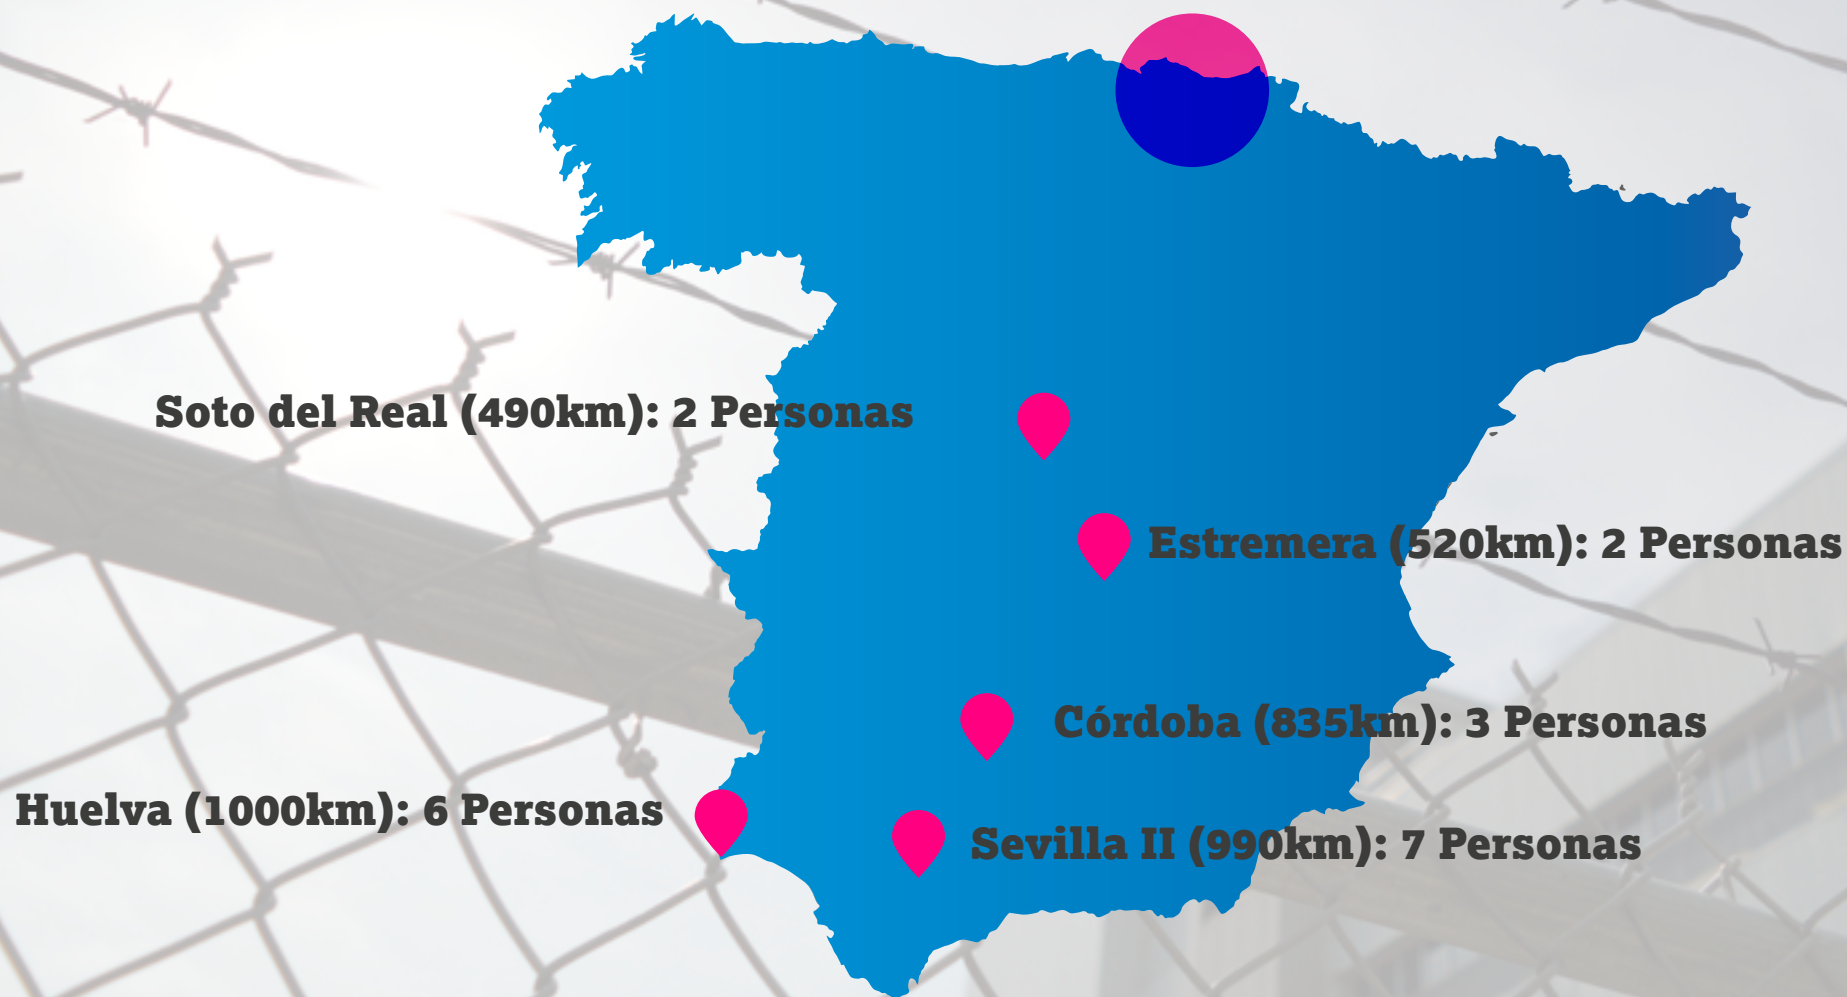 Soto del Real (490km): 2 Personas
Estremera (520km): 2 Personas
Córdoba (835km): 3 Personas
Huelva (1000km): 6 Personas
Sevilla II (990km): 7 Personas